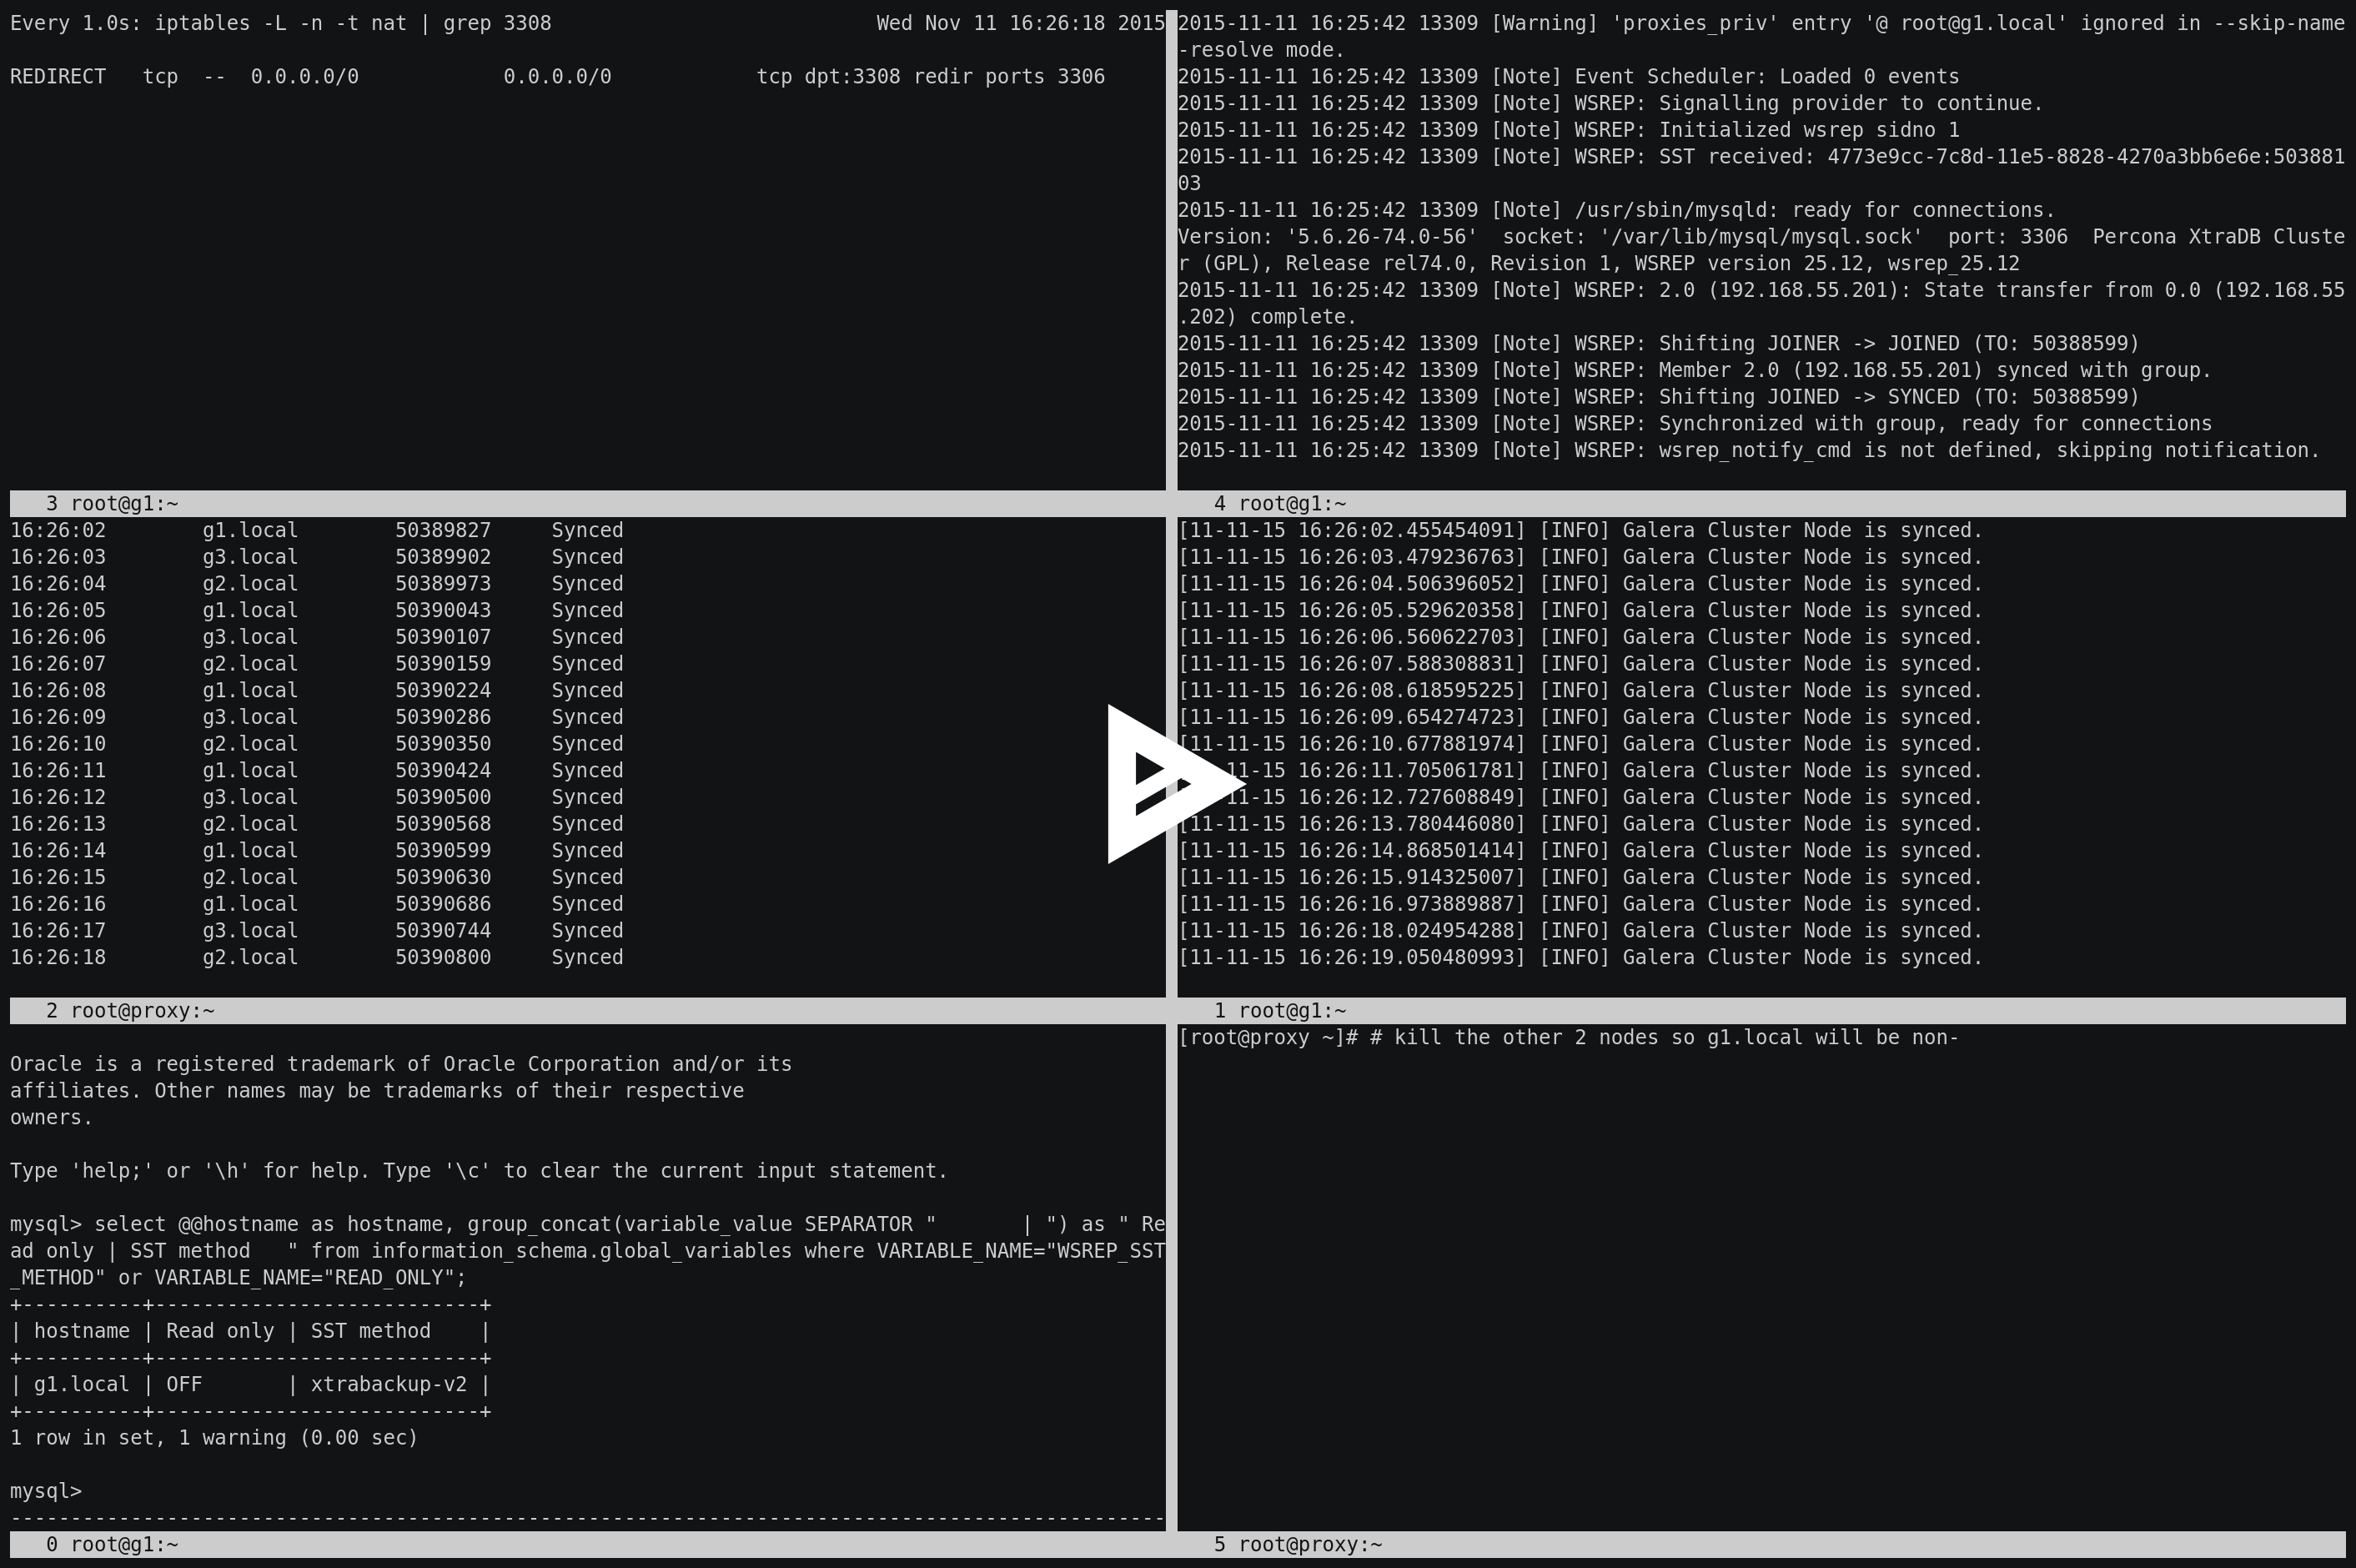 Every 1.0s: iptables -L -n -t nat | grep 3308                           Wed Nov 11 16:26:18 2015
REDIRECT   tcp  --  0.0.0.0/0            0.0.0.0/0            tcp dpt:3308 redir ports 3306
3 root@g1:~
2015-11-11 16:25:42 13309 [Warning] 'proxies_priv' entry '@ root@g1.local' ignored in --skip-name
-resolve mode.
2015-11-11 16:25:42 13309 [Note] Event Scheduler: Loaded 0 events
2015-11-11 16:25:42 13309 [Note] WSREP: Signalling provider to continue.
2015-11-11 16:25:42 13309 [Note] WSREP: Initialized wsrep sidno 1
2015-11-11 16:25:42 13309 [Note] WSREP: SST received: 4773e9cc-7c8d-11e5-8828-4270a3bb6e6e:503881
03
2015-11-11 16:25:42 13309 [Note] /usr/sbin/mysqld: ready for connections.
Version: '5.6.26-74.0-56'  socket: '/var/lib/mysql/mysql.sock'  port: 3306  Percona XtraDB Cluste
r (GPL), Release rel74.0, Revision 1, WSREP version 25.12, wsrep_25.12
2015-11-11 16:25:42 13309 [Note] WSREP: 2.0 (192.168.55.201): State transfer from 0.0 (192.168.55
.202) complete.
2015-11-11 16:25:42 13309 [Note] WSREP: Shifting JOINER -> JOINED (TO: 50388599)
2015-11-11 16:25:42 13309 [Note] WSREP: Member 2.0 (192.168.55.201) synced with group.
2015-11-11 16:25:42 13309 [Note] WSREP: Shifting JOINED -> SYNCED (TO: 50388599)
2015-11-11 16:25:42 13309 [Note] WSREP: Synchronized with group, ready for connections
2015-11-11 16:25:42 13309 [Note] WSREP: wsrep_notify_cmd is not defined, skipping notification.
4 root@g1:~
16:26:02        g1.local        50389827     Synced
16:26:03        g3.local        50389902     Synced
16:26:04        g2.local        50389973     Synced
16:26:05        g1.local        50390043     Synced
16:26:06        g3.local        50390107     Synced
16:26:07        g2.local        50390159     Synced
16:26:08        g1.local        50390224     Synced
16:26:09        g3.local        50390286     Synced
16:26:10        g2.local        50390350     Synced
16:26:11        g1.local        50390424     Synced
16:26:12        g3.local        50390500     Synced
16:26:13        g2.local        50390568     Synced
16:26:14        g1.local        50390599     Synced
16:26:15        g2.local        50390630     Synced
16:26:16        g1.local        50390686     Synced
16:26:17        g3.local        50390744     Synced
16:26:18        g2.local        50390800     Synced
2 root@proxy:~
[11-11-15 16:26:02.455454091] [INFO] Galera Cluster Node is synced.
[11-11-15 16:26:03.479236763] [INFO] Galera Cluster Node is synced.
[11-11-15 16:26:04.506396052] [INFO] Galera Cluster Node is synced.
[11-11-15 16:26:05.529620358] [INFO] Galera Cluster Node is synced.
[11-11-15 16:26:06.560622703] [INFO] Galera Cluster Node is synced.
[11-11-15 16:26:07.588308831] [INFO] Galera Cluster Node is synced.
[11-11-15 16:26:08.618595225] [INFO] Galera Cluster Node is synced.
[11-11-15 16:26:09.654274723] [INFO] Galera Cluster Node is synced.
[11-11-15 16:26:10.677881974] [INFO] Galera Cluster Node is synced.
11-15 16:26:11.705061781] [INFO] Galera Cluster Node is synced.
11-15 16:26:12.727608849] [INFO] Galera Cluster Node is synced.
[11-11-15 16:26:13.780446080] [INFO] Galera Cluster Node is synced.
[11-11-15 16:26:14.868501414] [INFO] Galera Cluster Node is synced.
[11-11-15 16:26:15.914325007] [INFO] Galera Cluster Node is synced.
[11-11-15 16:26:16.973889887] [INFO] Galera Cluster Node is synced.
[11-11-15 16:26:18.024954288] [INFO] Galera Cluster Node is synced.
[11-11-15 16:26:19.050480993] [INFO] Galera Cluster Node is synced.
1 root@g1:~
Oracle is a registered trademark of Oracle Corporation and/or its
affiliates. Other names may be trademarks of their respective
owners.
Type 'help;' or '\h' for help. Type '\c' to clear the current input statement.
mysql> select @@hostname as hostname, group_concat(variable_value SEPARATOR "       | ") as " Re
ad only | SST method   " from information_schema.global_variables where VARIABLE_NAME="WSREP_SST
_METHOD" or VARIABLE_NAME="READ_ONLY";
+----------+---------------------------+
| hostname | Read only | SST method    |
+----------+---------------------------+
| g1.local | OFF       | xtrabackup-v2 |
+----------+---------------------------+
1 row in set, 1 warning (0.00 sec)
mysql>
------------------------------------------------------------------------------------------------
0 root@g1:~
[root@proxy ~]# # kill the other 2 nodes so g1.local will be non-
5 root@proxy:~